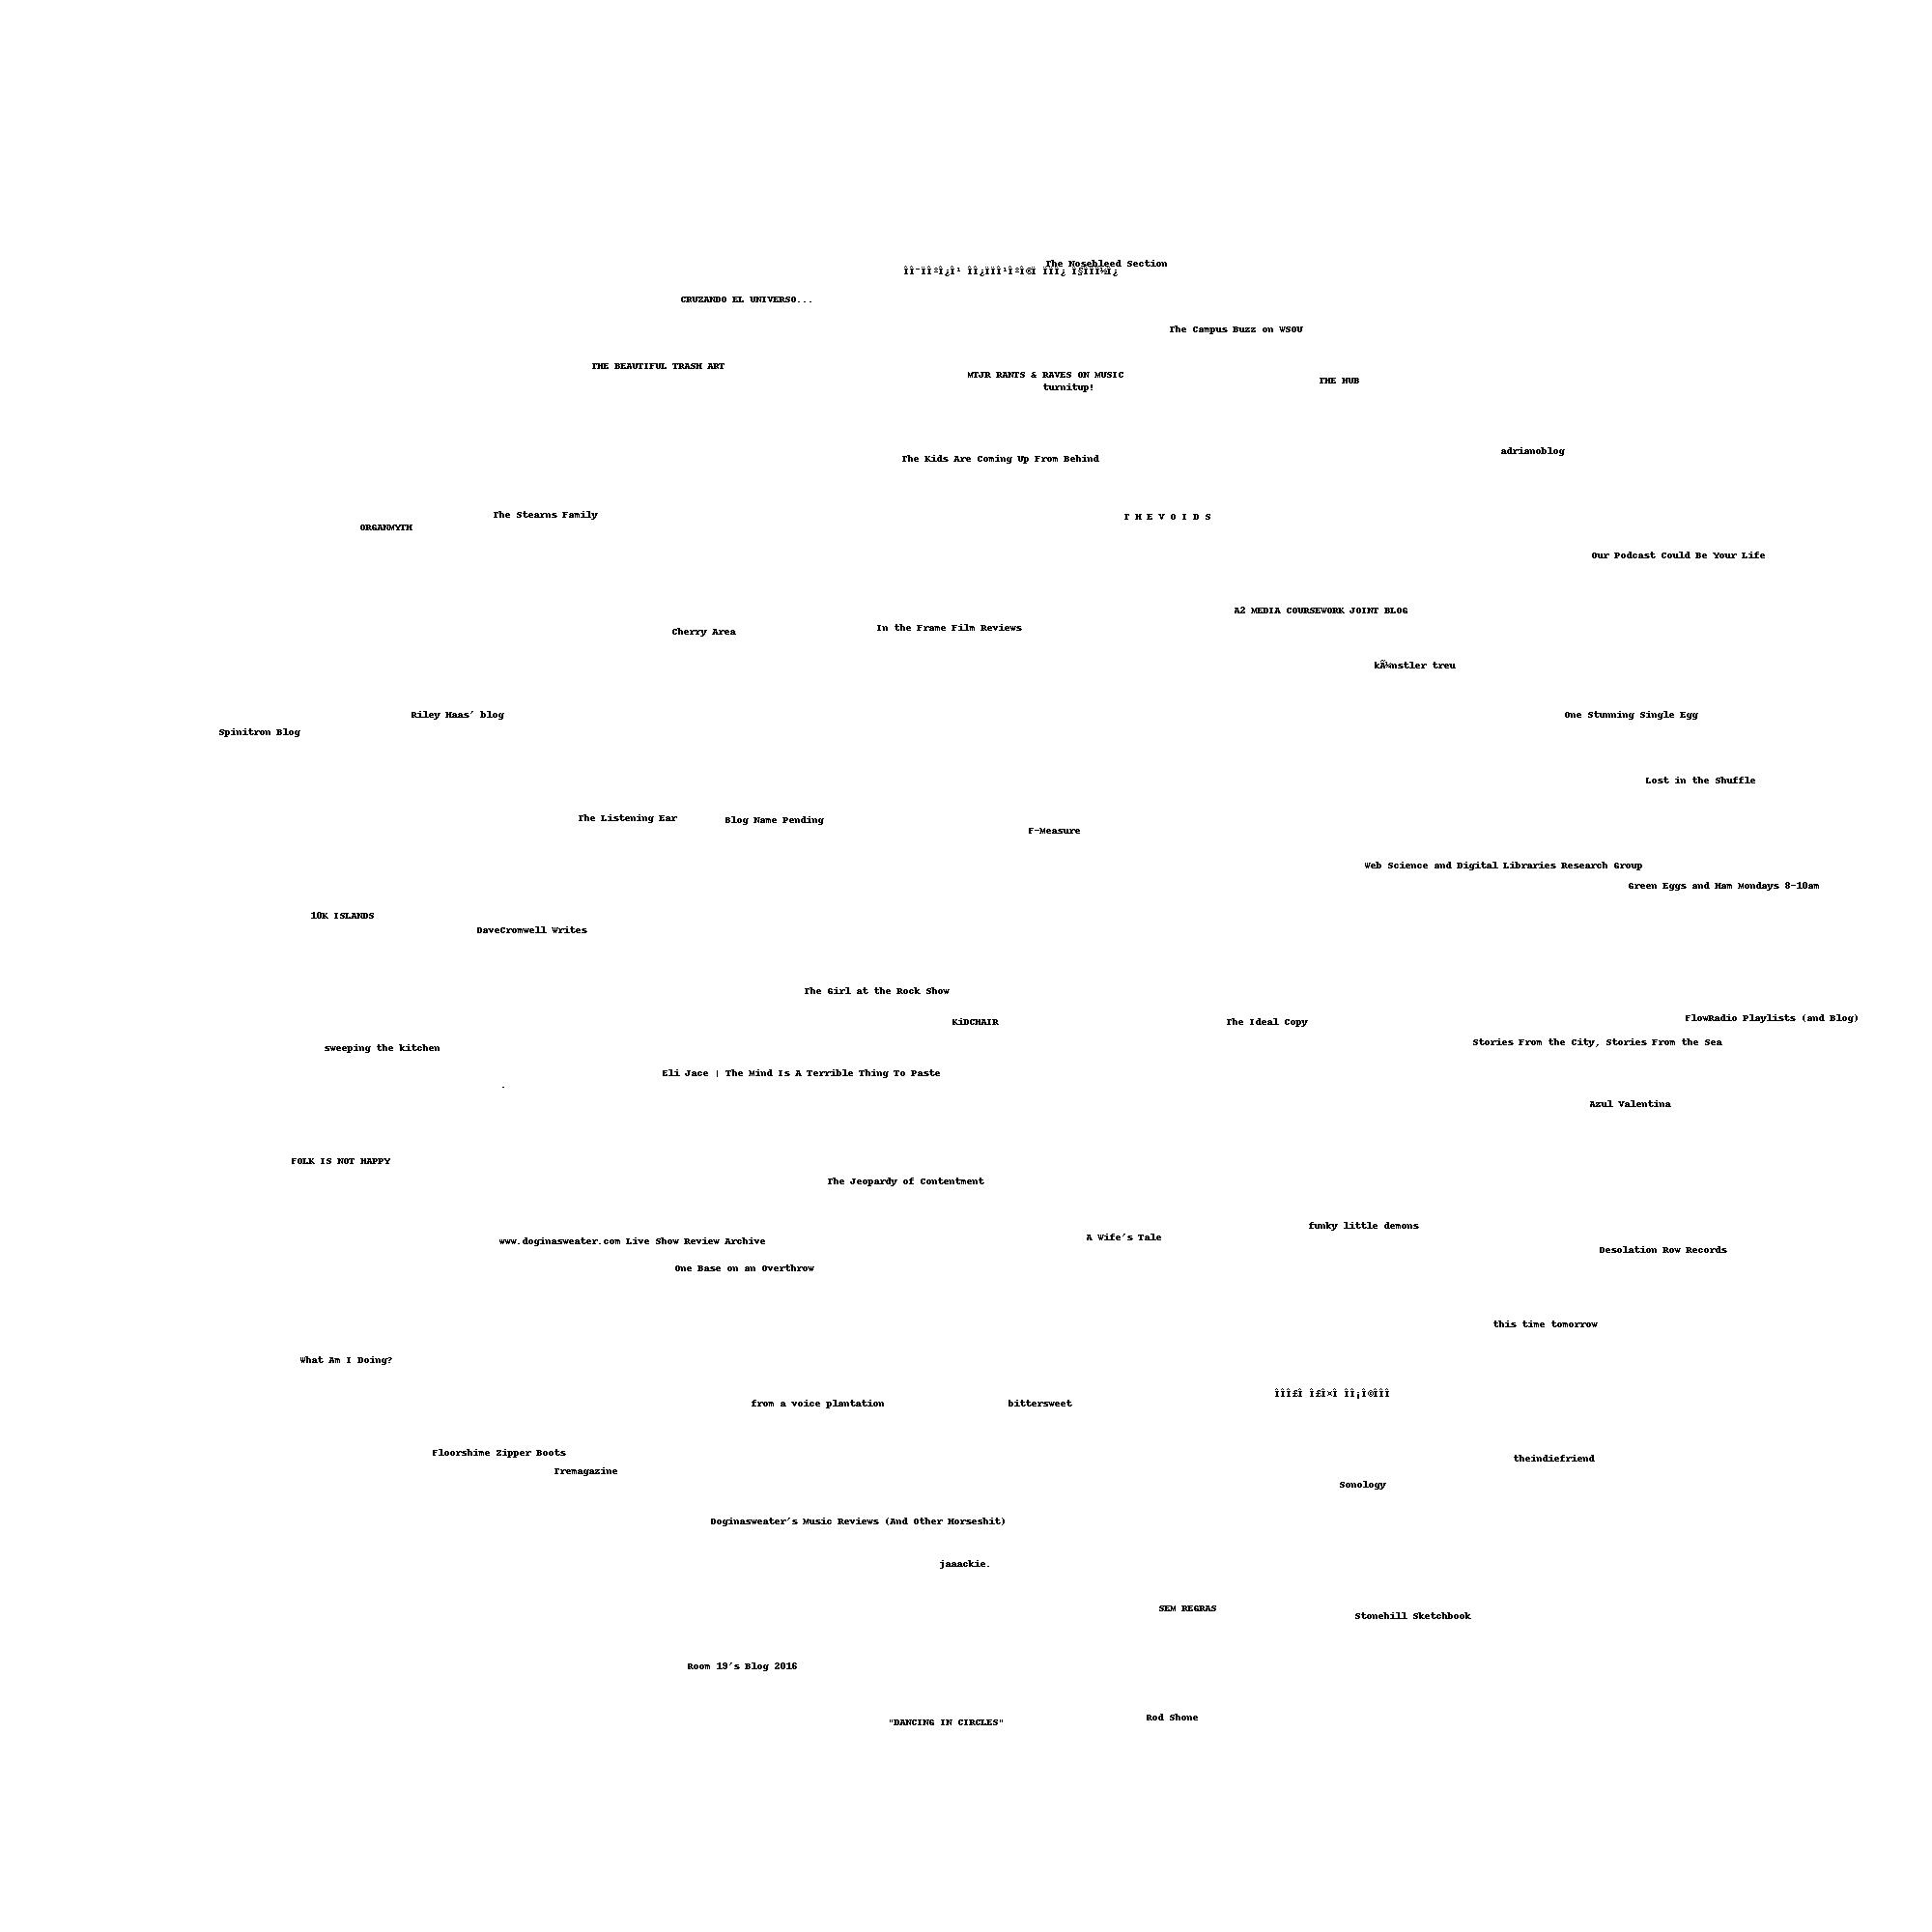 The Nosebleed Section
CRUZANDO EL UNIVERSO...
The Campus Buzz on WSOU
THE BEAUTIFUL TRASH ART
MTJR RANTS & RAVES ON MUSIC
THE HUB
turnitup!
adrianoblog
The Kids Are Coming Up From Behind
The Stearns Family
T H E V O I D S
ORGANMYTH
Our Podcast Could Be Your Life
A2 MEDIA COURSEWORK JOINT BLOG
In the Frame Film Reviews
Cherry Area
kÃ¼nstler treu
Riley Haas' blog
One Stunning Single Egg
Spinitron Blog
Lost in the Shuffle
The Listening Ear
Blog Name Pending
F-Measure
Web Science and Digital Libraries Research Group
Green Eggs and Ham Mondays 8-10am
10K ISLANDS
DaveCromwell Writes
The Girl at the Rock Show
FlowRadio Playlists (and Blog)
KiDCHAIR
The Ideal Copy
Stories From the City, Stories From the Sea
sweeping the kitchen
Eli Jace | The Mind Is A Terrible Thing To Paste
.
Azul Valentina
FOLK IS NOT HAPPY
The Jeopardy of Contentment
funky little demons
A Wife's Tale
www.doginasweater.com Live Show Review Archive
Desolation Row Records
One Base on an Overthrow
this time tomorrow
What Am I Doing?
from a voice plantation
bittersweet
Floorshime Zipper Boots
theindiefriend
Tremagazine
Sonology
Doginasweater's Music Reviews (And Other Horseshit)
jaaackie.
SEM REGRAS
Stonehill Sketchbook
Room 19's Blog 2016
Rod Shone
"DANCING IN CIRCLES"